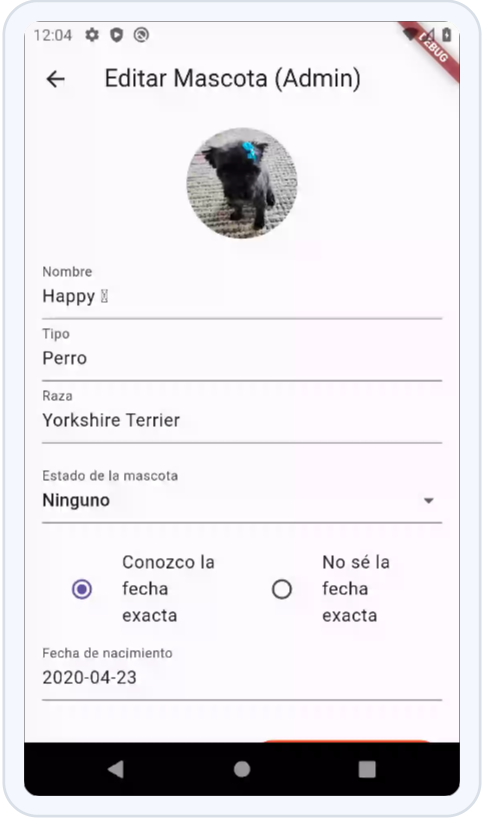 12:04
DEBUG
Editar Mascota (Admin)
Nombre
Happy
Tipo
Perro
Raza
Yorkshire Terrier
Estado de la mascota
Ninguno
Conozco la
fecha
exacta
No sé la
fecha
exacta
Fecha de nacimiento
2020-04-23